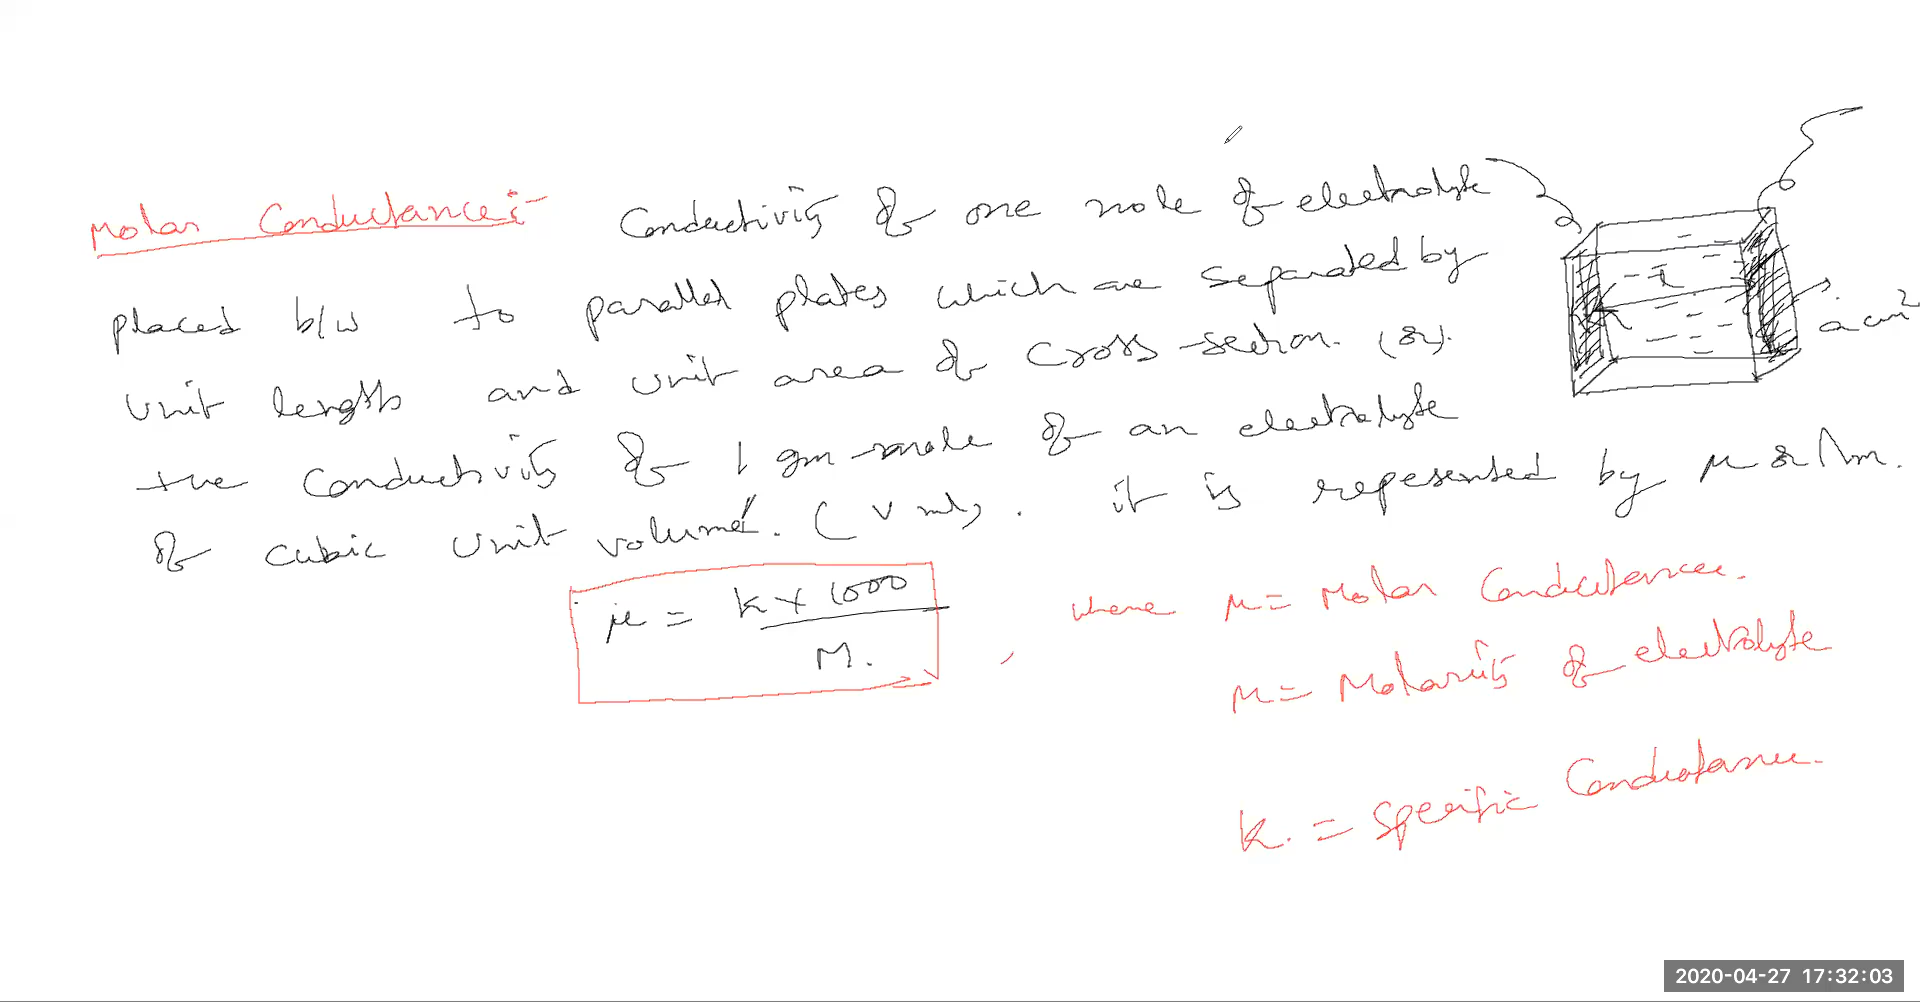 Molar Conductance:- Conductivity of one mole of electrolyte
placed b/w to parallel plates which are separated by
unit length and unit area of cross-section. (or).
the conductivity of 1 gm-mole of an electrolyte
of cubic unit volume. (V ml). it is repesented by μ or Λm.
l
a cm²
μ = k × 1000
M.
where μ = Molar Conductance.
M = Molarity of electrolyte
k. = Specific Conductance.
2020-04-27 17:32:03